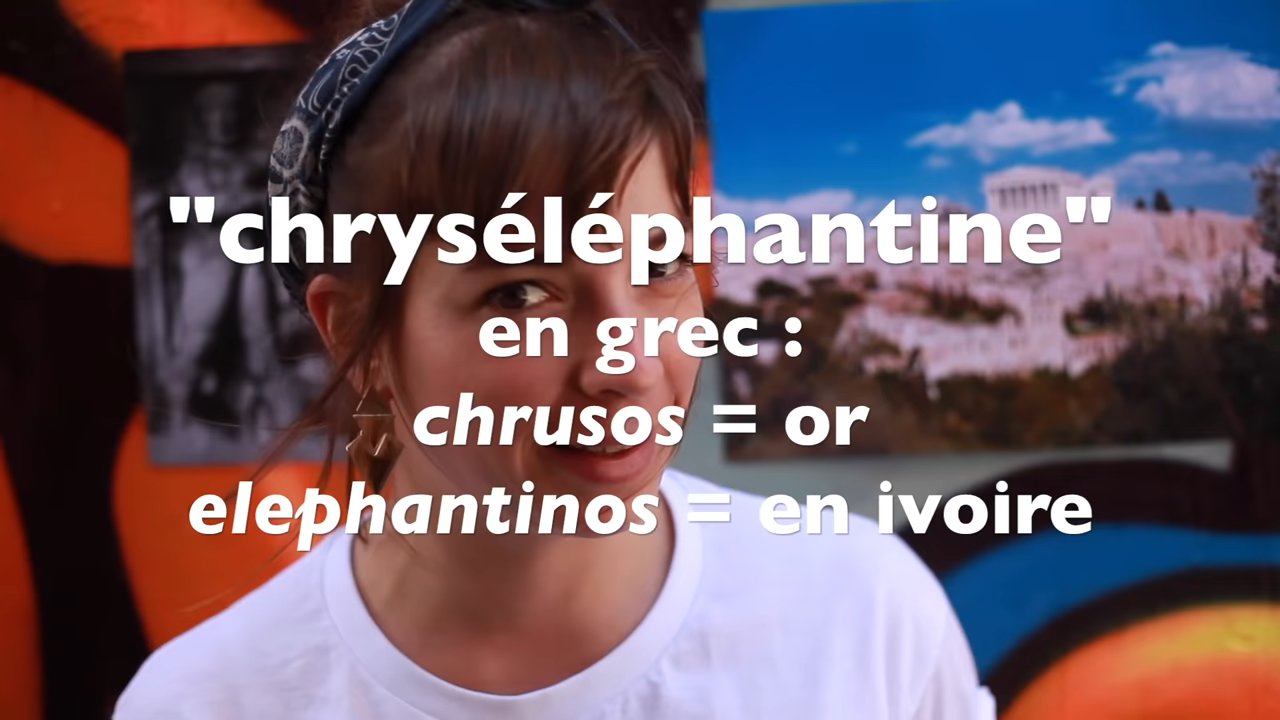 "chryséléphantine"
en grec :
chrusos = or
elephantinos = en ivoire